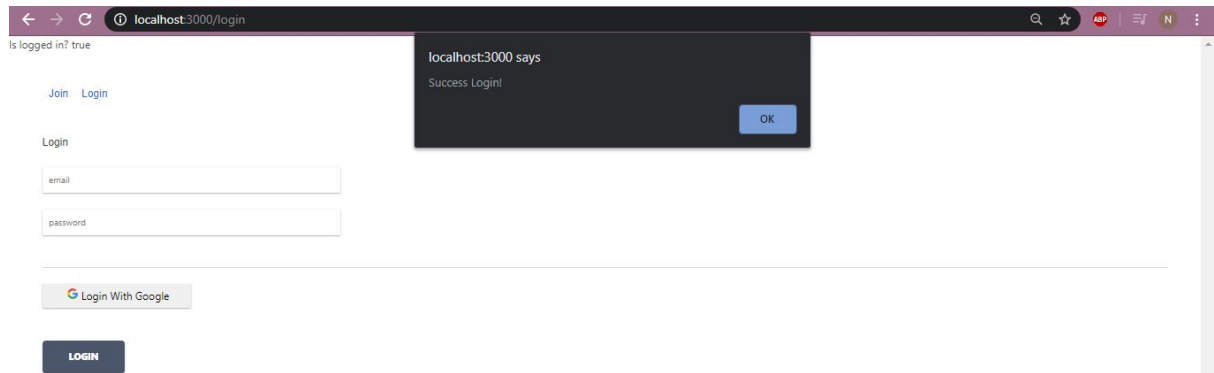 localhost:3000/login
ABP
N
Is logged in? true
localhost:3000 says
Success Login!
OK
Join Login
Login
email
password
G Login With Google
LOGIN